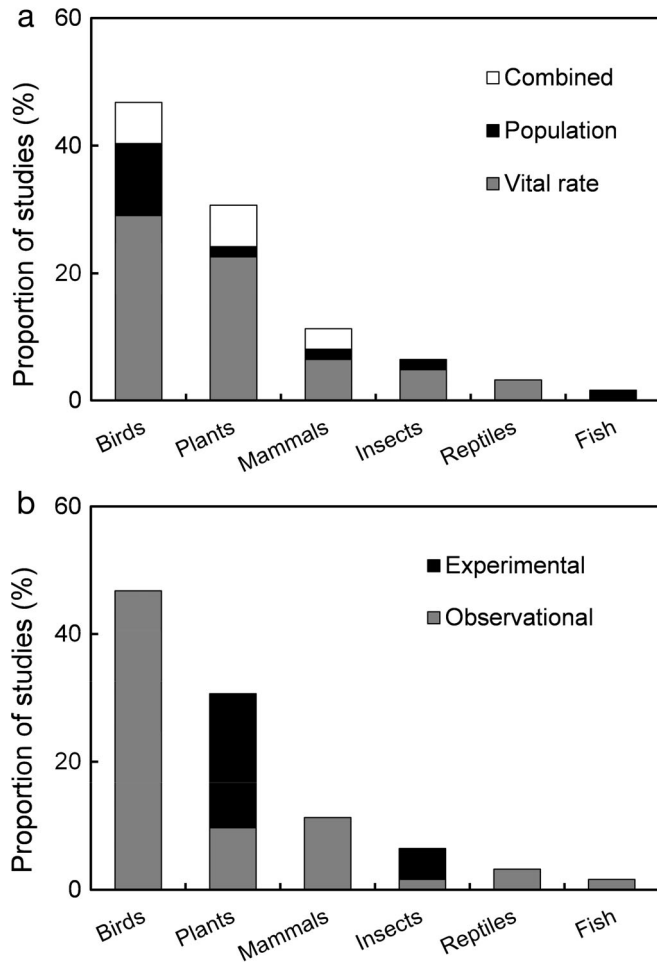 a
60
40
20
0
Proportion of studies (%)
Combined
Population
Vital rate
Birds
Plants
Mammals
Insects
Reptiles
Fish
b
60
40
20
0
Proportion of studies (%)
Experimental
Observational
Birds
Plants
Mammals
Insects
Reptiles
Fish